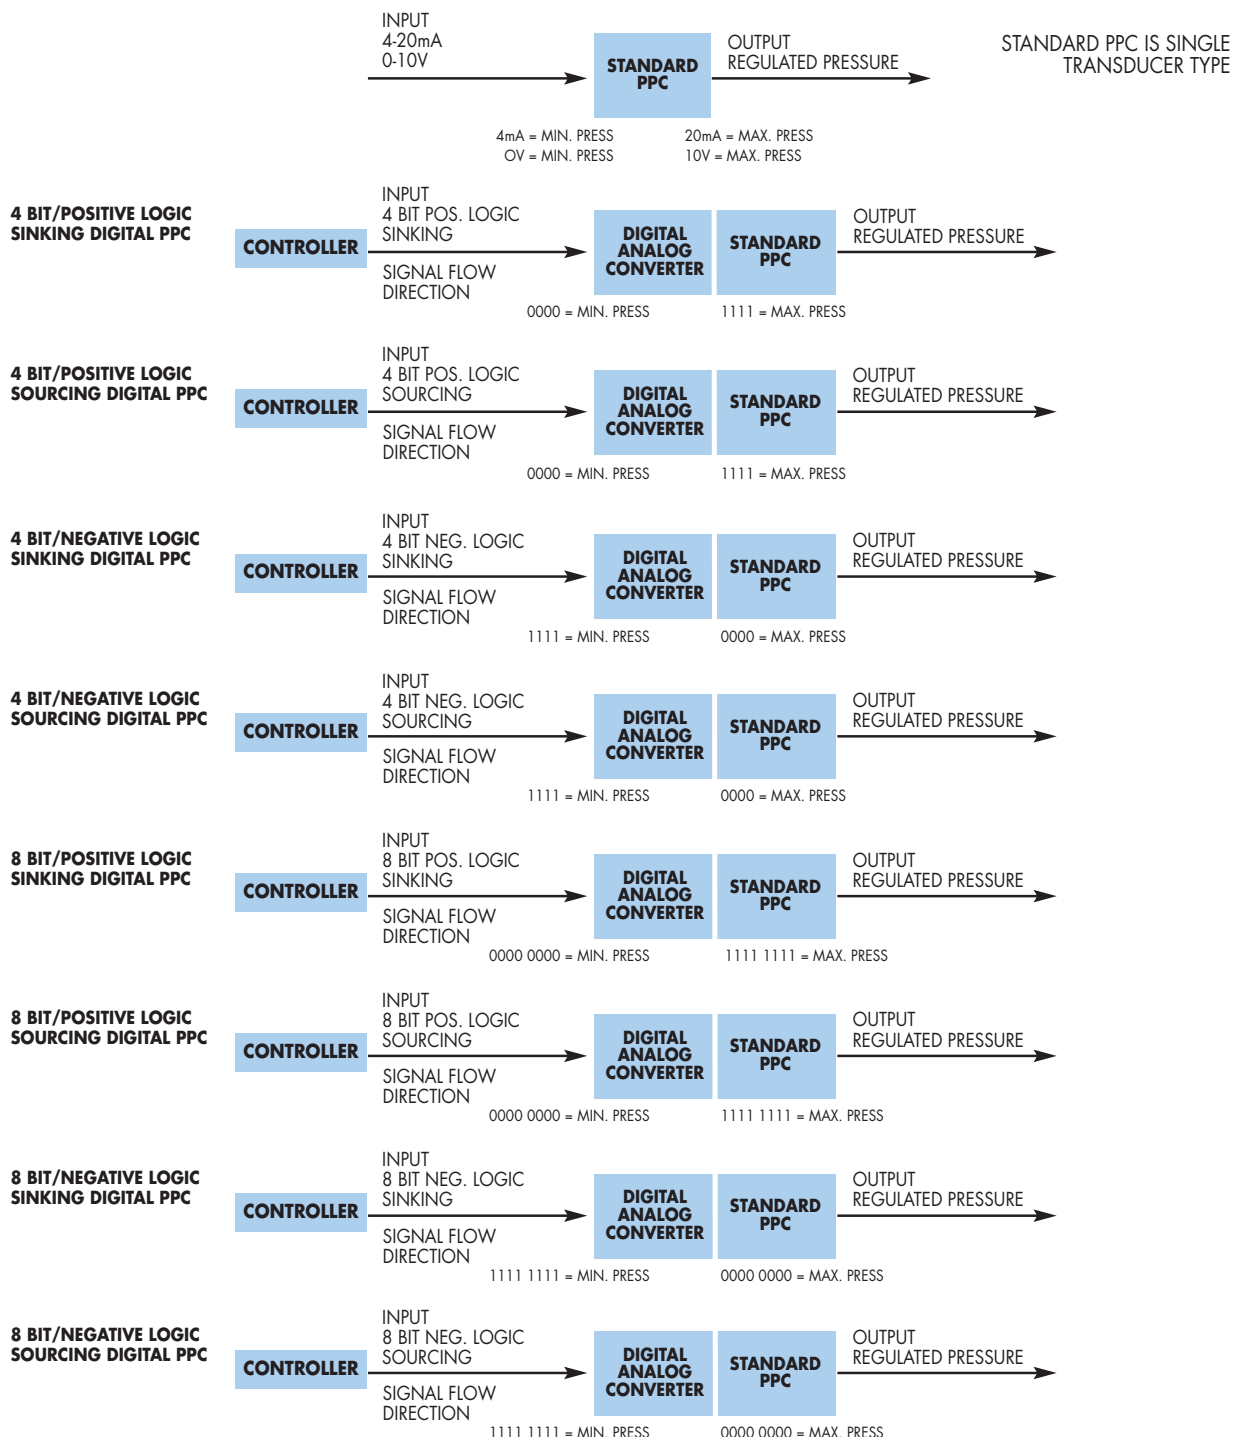 INPUT
4-20mA
0-10V
STANDARD
PPC
OUTPUT
REGULATED PRESSURE
STANDARD PPC IS SINGLE
TRANSDUCER TYPE
4mA = MIN. PRESS
OV = MIN. PRESS
20mA = MAX. PRESS
10V = MAX. PRESS
4 BIT/POSITIVE LOGIC
SINKING DIGITAL PPC
CONTROLLER
INPUT
4 BIT POS. LOGIC
SINKING
SIGNAL FLOW
DIRECTION
DIGITAL
ANALOG
CONVERTER
STANDARD
PPC
OUTPUT
REGULATED PRESSURE
0000 = MIN. PRESS
1111 = MAX. PRESS
4 BIT/POSITIVE LOGIC
SOURCING DIGITAL PPC
CONTROLLER
INPUT
4 BIT POS. LOGIC
SOURCING
SIGNAL FLOW
DIRECTION
DIGITAL
ANALOG
CONVERTER
STANDARD
PPC
OUTPUT
REGULATED PRESSURE
0000 = MIN. PRESS
1111 = MAX. PRESS
4 BIT/NEGATIVE LOGIC
SINKING DIGITAL PPC
CONTROLLER
INPUT
4 BIT NEG. LOGIC
SINKING
SIGNAL FLOW
DIRECTION
DIGITAL
ANALOG
CONVERTER
STANDARD
PPC
OUTPUT
REGULATED PRESSURE
1111 = MIN. PRESS
0000 = MAX. PRESS
4 BIT/NEGATIVE LOGIC
SOURCING DIGITAL PPC
CONTROLLER
INPUT
4 BIT NEG. LOGIC
SOURCING
SIGNAL FLOW
DIRECTION
DIGITAL
ANALOG
CONVERTER
STANDARD
PPC
OUTPUT
REGULATED PRESSURE
1111 = MIN. PRESS
0000 = MAX. PRESS
8 BIT/POSITIVE LOGIC
SINKING DIGITAL PPC
CONTROLLER
INPUT
8 BIT POS. LOGIC
SINKING
SIGNAL FLOW
DIRECTION
DIGITAL
ANALOG
CONVERTER
STANDARD
PPC
OUTPUT
REGULATED PRESSURE
0000 0000 = MIN. PRESS
1111 1111 = MAX. PRESS
8 BIT/POSITIVE LOGIC
SOURCING DIGITAL PPC
CONTROLLER
INPUT
8 BIT POS. LOGIC
SOURCING
SIGNAL FLOW
DIRECTION
DIGITAL
ANALOG
CONVERTER
STANDARD
PPC
OUTPUT
REGULATED PRESSURE
0000 0000 = MIN. PRESS
1111 1111 = MAX. PRESS
8 BIT/NEGATIVE LOGIC
SINKING DIGITAL PPC
CONTROLLER
INPUT
8 BIT NEG. LOGIC
SINKING
SIGNAL FLOW
DIRECTION
DIGITAL
ANALOG
CONVERTER
STANDARD
PPC
OUTPUT
REGULATED PRESSURE
1111 1111 = MIN. PRESS
0000 0000 = MAX. PRESS
8 BIT/NEGATIVE LOGIC
SOURCING DIGITAL PPC
CONTROLLER
INPUT
8 BIT NEG. LOGIC
SOURCING
SIGNAL FLOW
DIRECTION
DIGITAL
ANALOG
CONVERTER
STANDARD
PPC
OUTPUT
REGULATED PRESSURE
1111 1111 = MIN. PRESS
0000 0000 = MAX. PRESS